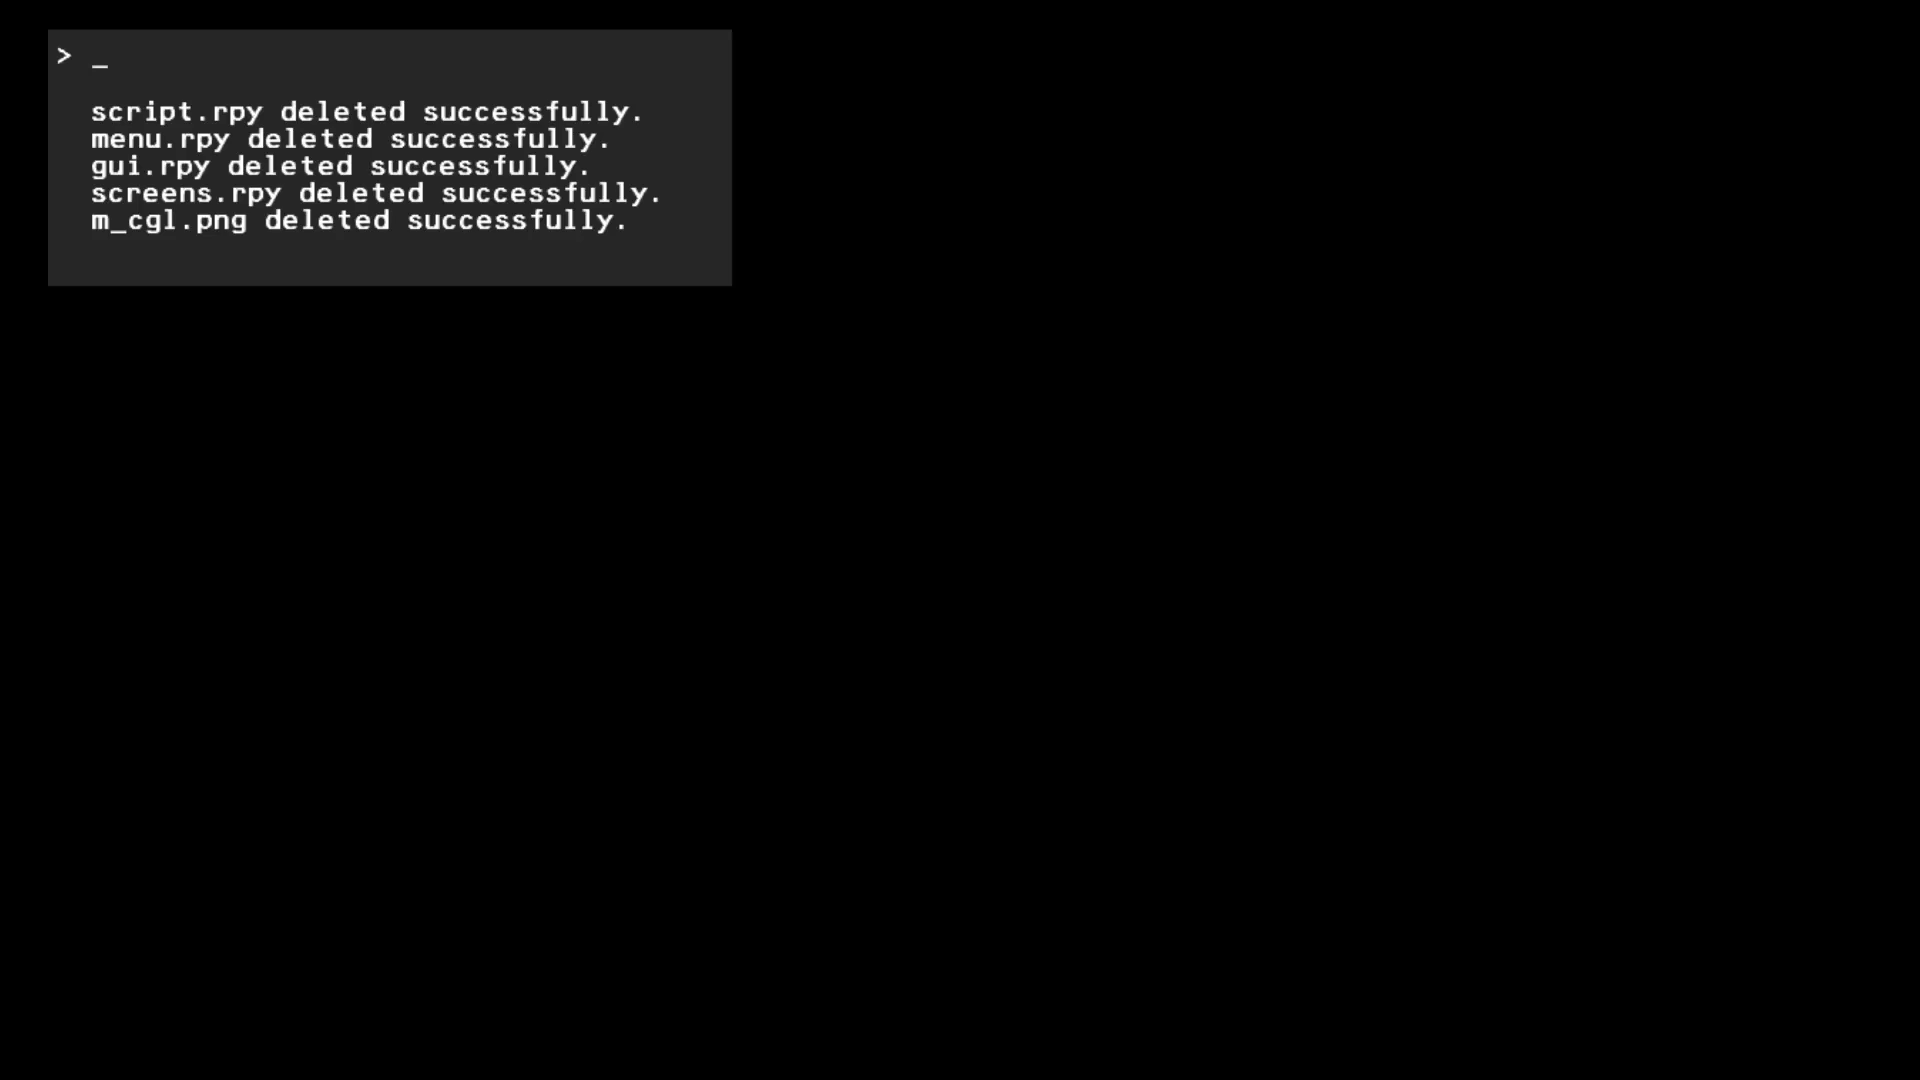 > _
script.rpy deleted successfully.
menu.rpy deleted successfully.
gui.rpy deleted successfully.
screens.rpy deleted successfully.
m_cgl.png deleted successfully.